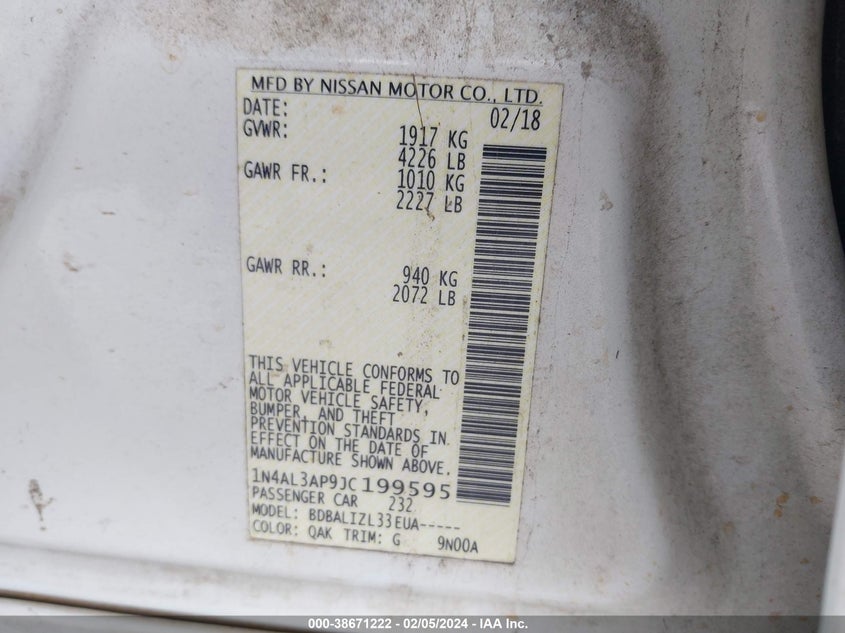 MFD BY NISSAN MOTOR CO., LTD.
DATE: 02/18
GVWR: 1917 KG
4226 LB
GAWR FR.: 1010 KG
2227 LB
GAWR RR.: 940 KG
2072 LB
THIS VEHICLE CONFORMS TO
ALL APPLICABLE FEDERAL
MOTOR VEHICLE SAFETY,
BUMPER, AND THEFT
PREVENTION STANDARDS IN
EFFECT ON THE DATE OF
MANUFACTURE SHOWN ABOVE.
1N4AL3AP9JC199595
PASSENGER CAR 232
MODEL: BDBALIZL33EUA-----
COLOR: QAK TRIM: G 9N00A
000-38671222 - 02/05/2024 - IAA Inc.